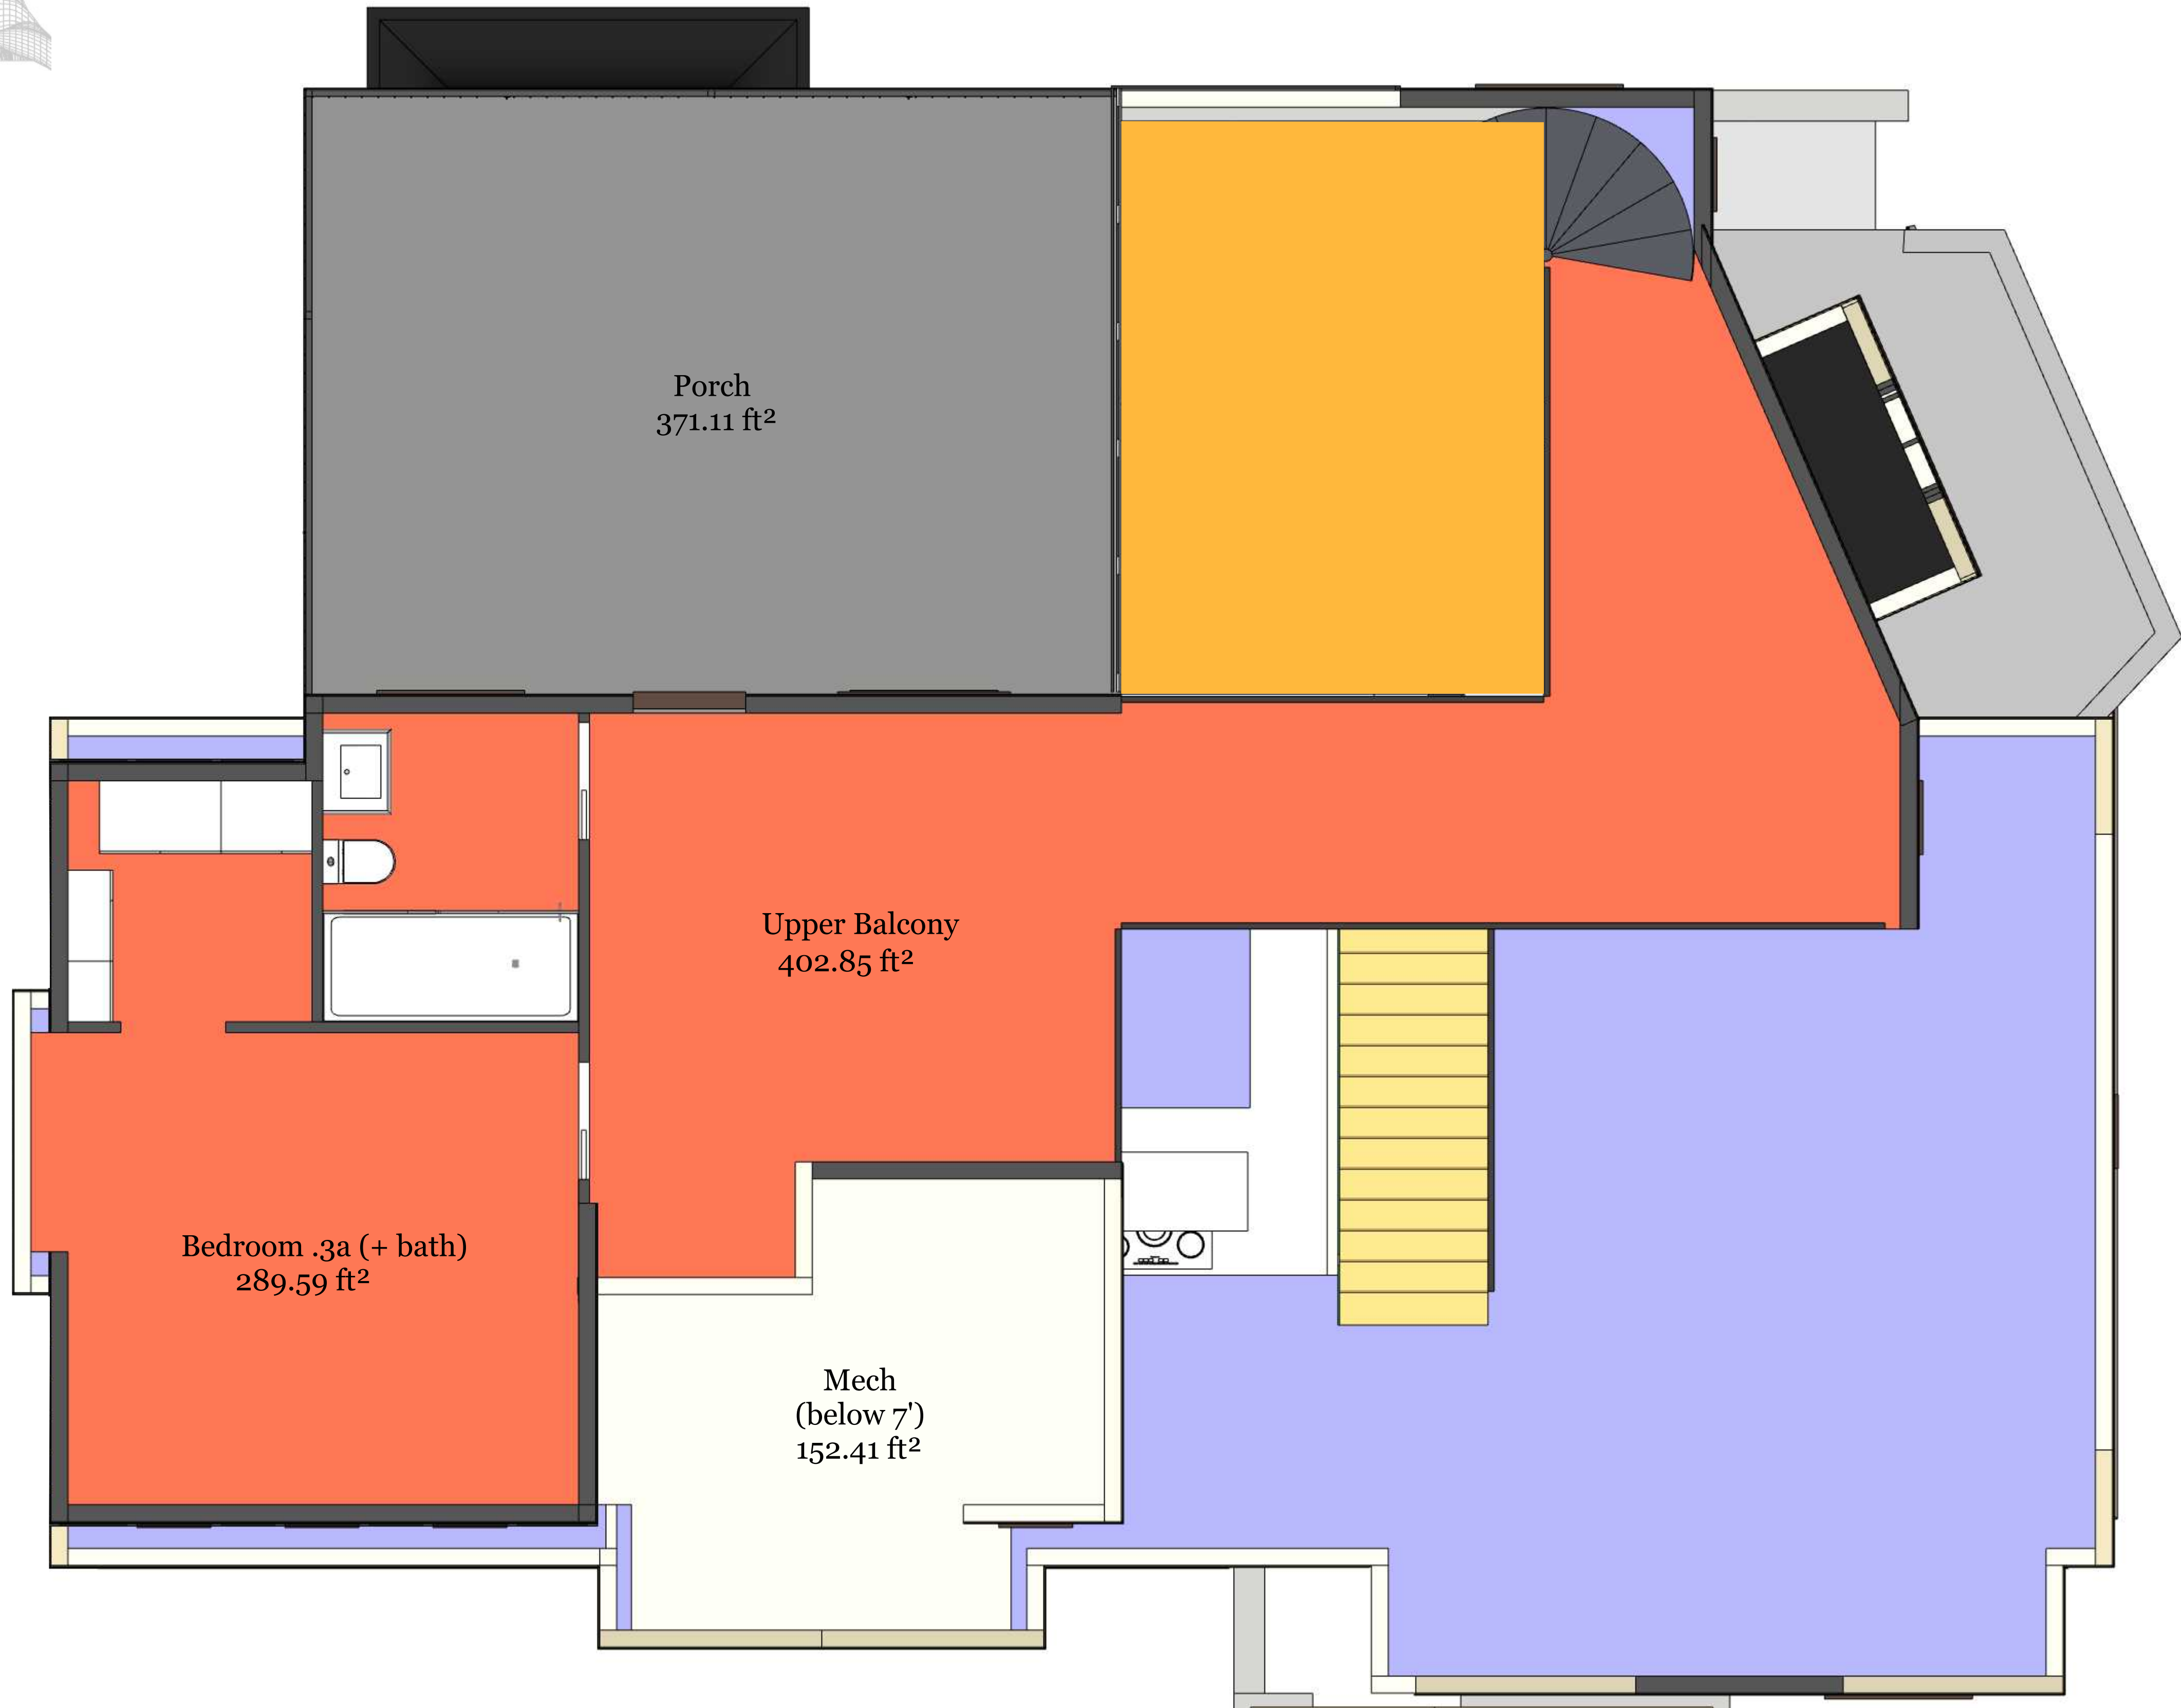 Porch
371.11 ft²
Upper Balcony
402.85 ft²
Bedroom .3a (+ bath)
289.59 ft²
Mech
(below 7')
152.41 ft²